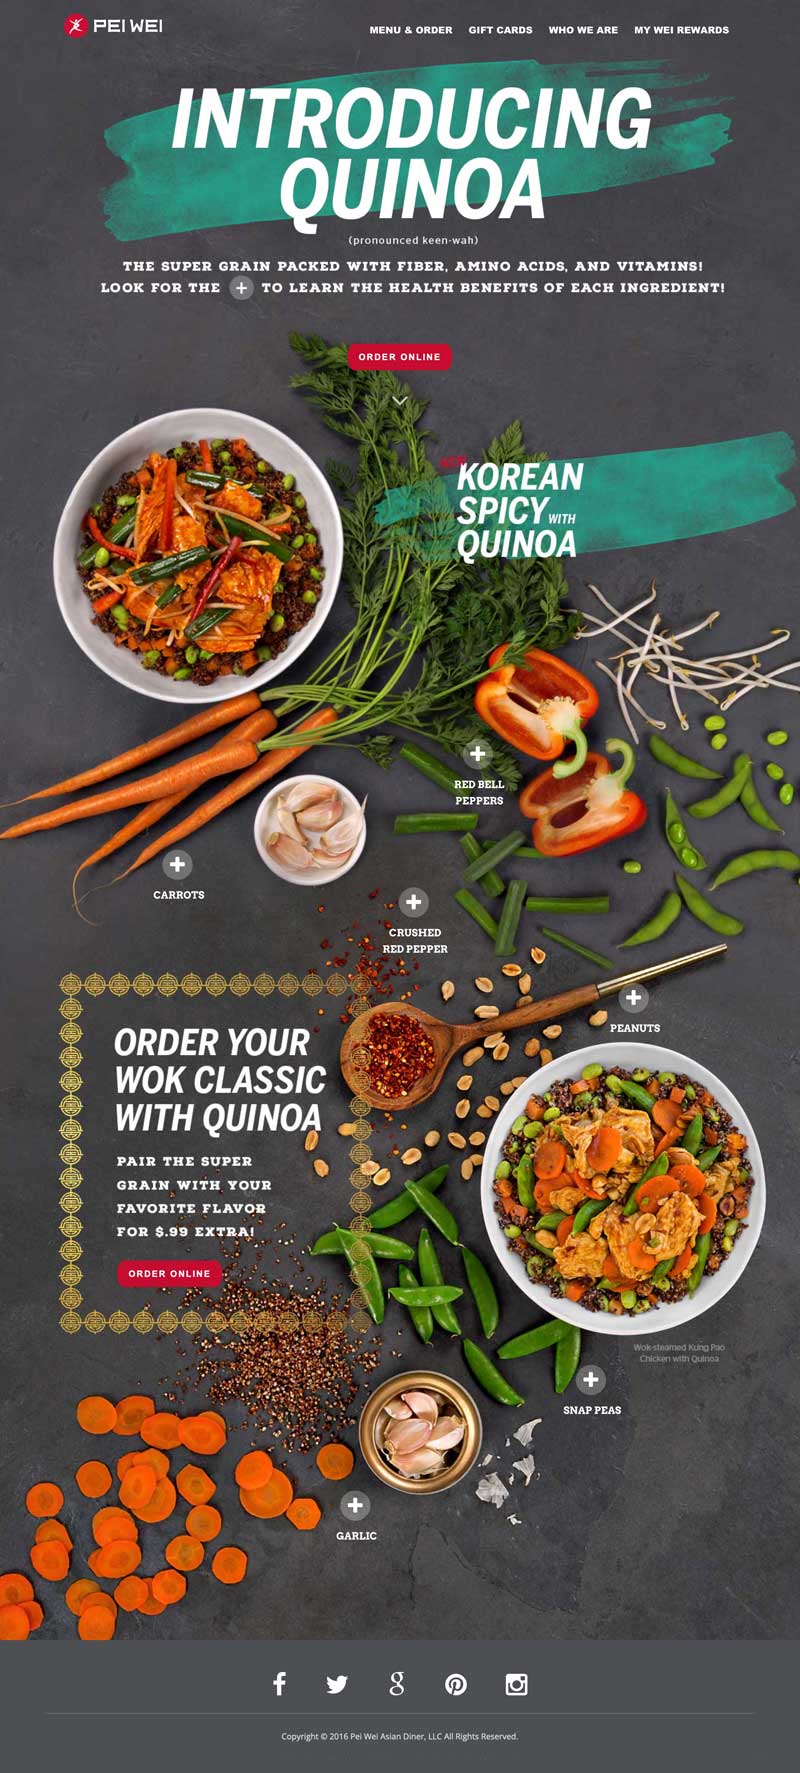 PEI WEI
MENU & ORDER GIFT CARDS WHO WE ARE MY WEI REWARDS
INTRODUCING
QUINOA
(pronounced keen-wah)
THE SUPER GRAIN PACKED WITH FIBER, AMINO ACIDS, AND VITAMINS!
LOOK FOR THE + TO LEARN THE HEALTH BENEFITS OF EACH INGREDIENT!
ORDER ONLINE
NEW
KOREAN
SPICY WITH
QUINOA
RED BELL
PEPPERS
CARROTS
CRUSHED
RED PEPPER
PEANUTS
ORDER YOUR
WOK CLASSIC
WITH QUINOA
PAIR THE SUPER
GRAIN WITH YOUR
FAVORITE FLAVOR
FOR $.99 EXTRA!
ORDER ONLINE
Wok-steamed Kung Pao
Chicken with Quinoa
SNAP PEAS
GARLIC
Copyright © 2016 Pei Wei Asian Diner, LLC All Rights Reserved.